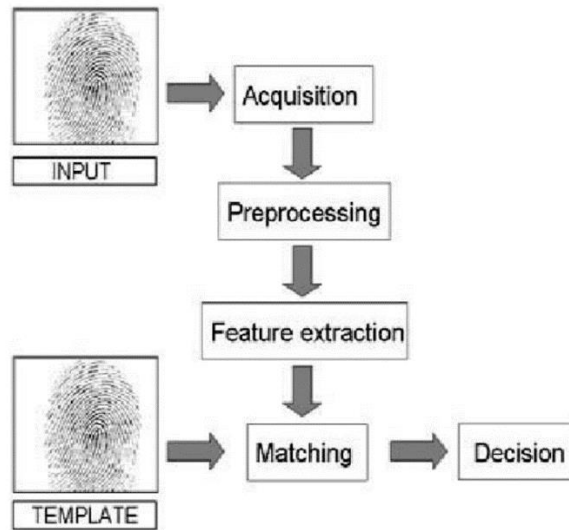 Acquisition
INPUT
Preprocessing
Feature extraction
Matching
Decision
TEMPLATE